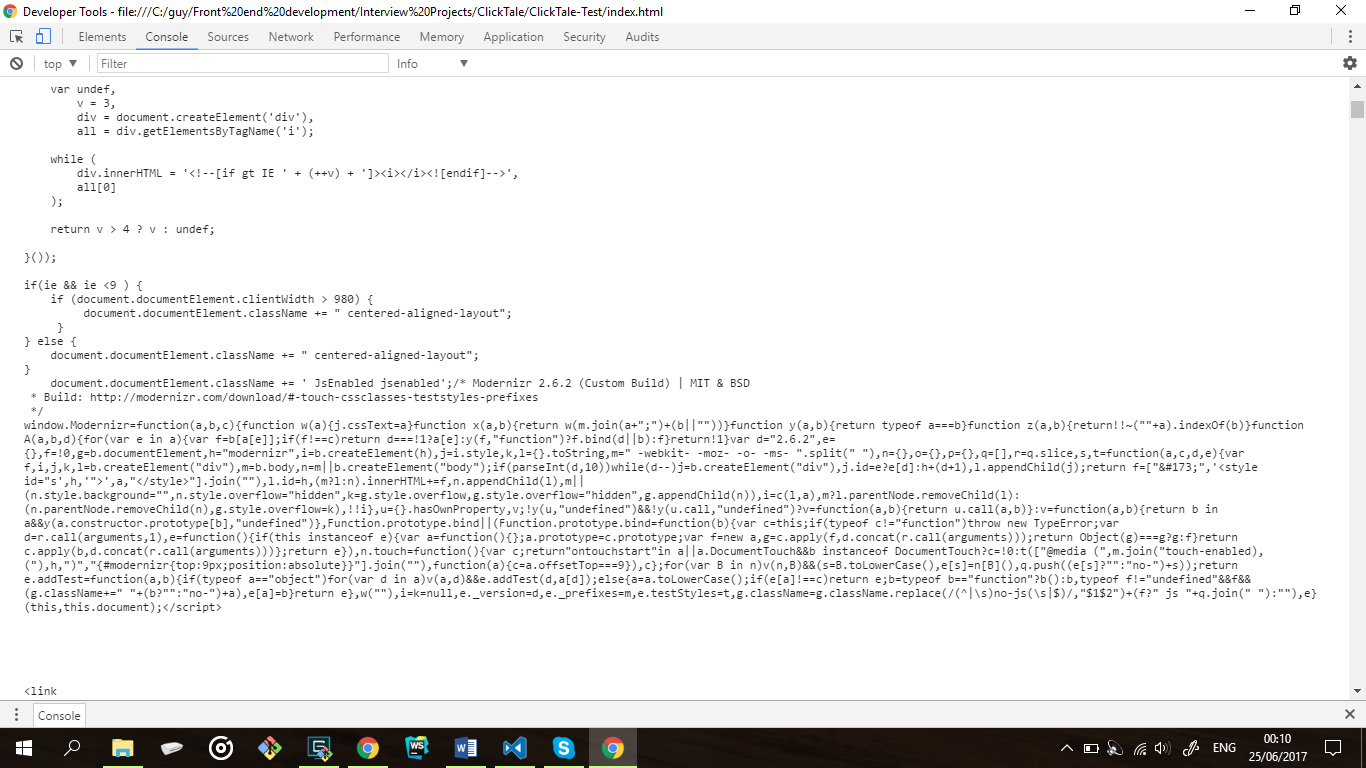 Developer Tools - file:///C:/guy/Front%20end%20development/Interview%20Projects/ClickTale/ClickTale-Test/index.html
Elements Console Sources Network Performance Memory Application Security Audits
top Filter Info
var undef,
v = 3,
div = document.createElement('div'),
all = div.getElementsByTagName('i');
while (
div.innerHTML = '<!--[if gt IE ' + (++v) + ']><i></i><![endif]-->',
all[0]
);
return v > 4 ? v : undef;
}());
if(ie && ie <9 ) {
if (document.documentElement.clientWidth > 980) {
document.documentElement.className += " centered-aligned-layout";
}
} else {
document.documentElement.className += " centered-aligned-layout";
}
document.documentElement.className += ' JsEnabled jsenabled';/* Modernizr 2.6.2 (Custom Build) | MIT & BSD
* Build: http://modernizr.com/download/#-touch-cssclasses-teststyles-prefixes
*/
window.Modernizr=function(a,b,c){function w(a){j.cssText=a}function x(a,b){return w(m.join(a+";")+(b||""))}function y(a,b){return typeof a===b}function z(a,b){return!!~(""+a).indexOf(b)}function
A(a,b,d){for(var e in a){var f=b[a[e]];if(f!==c)return d===!1?a[e]:y(f,"function")?f.bind(d||b):f}return!1}var d="2.6.2",e=
{},f=!0,g=b.documentElement,h="modernizr",i=b.createElement(h),j=i.style,k,l={}.toString,m=" -webkit- -moz- -o- -ms- ".split(" "),n={},o={},p={},q=[],r=q.slice,s,t=function(a,c,d,e){var
f,i,j,k,l=b.createElement("div"),m=b.body,n=m||b.createElement("body");if(parseInt(d,10))while(d--)j=b.createElement("div"),j.id=e?e[d]:h+(d+1),l.appendChild(j);return f=["&#173;",'<style
id="s',h,'">',a,"</style>"].join(""),l.id=h,(m?l:n).innerHTML+=f,n.appendChild(l),m||
(n.style.background="",n.style.overflow="hidden",k=g.style.overflow,g.style.overflow="hidden",g.appendChild(n)),i=c(l,a),m?l.parentNode.removeChild(l):
(n.parentNode.removeChild(n),g.style.overflow=k),!!i},u={}.hasOwnProperty,v;!y(u,"undefined")&&!y(u.call,"undefined")?v=function(a,b){return u.call(a,b)}:v=function(a,b){return b in
a&&y(a.constructor.prototype[b],"undefined")},Function.prototype.bind||(Function.prototype.bind=function(b){var c=this;if(typeof c!="function")throw new TypeError;var
d=r.call(arguments,1),e=function(){if(this instanceof e){var a=function(){};a.prototype=c.prototype;var f=new a,g=c.apply(f,d.concat(r.call(arguments)));return Object(g)===g?g:f}return
c.apply(b,d.concat(r.call(arguments)))};return e}),n.touch=function(){var c;return"ontouchstart"in a||a.DocumentTouch&&b instanceof DocumentTouch?c=!0:t(["@media (",m.join("touch-enabled),
("),h,")","{#modernizr{top:9px;position:absolute}}"].join(""),function(a){c=a.offsetTop===9}),c};for(var B in n)v(n,B)&&(s=B.toLowerCase(),e[s]=n[B](),q.push((e[s]?"":"no-")+s));return
e.addTest=function(a,b){if(typeof a=="object")for(var d in a)v(a,d)&&e.addTest(d,a[d]);else{a=a.toLowerCase();if(e[a]!==c)return e;b=typeof b=="function"?b():b,typeof f!="undefined"&&f&&
(g.className+=" "+(b?"":"no-")+a),e[a]=b}return e},w(""),i=k=null,e._version=d,e._prefixes=m,e.testStyles=t,g.className=g.className.replace(/(^|\s)no-js(\s|$)/,"$1$2")+(f?" js "+q.join(" "):""),e}
(this,this.document);</script>
<link
Console
WS
ENG
00:10
25/06/2017